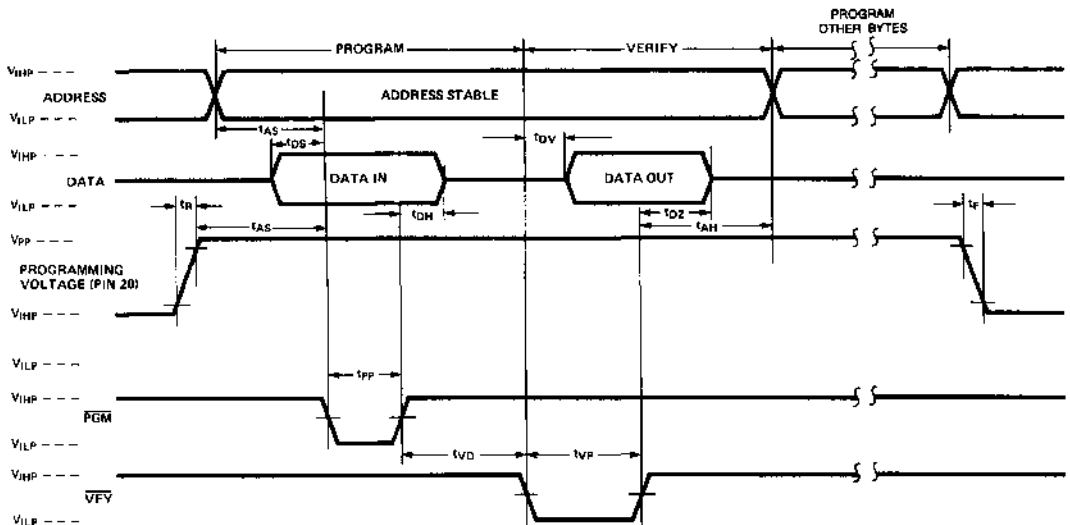 PROGRAM
OTHER BYTES
PROGRAM
VERIFY
VIHP
ADDRESS
ADDRESS STABLE
VILP
tAS
tDS
tDV
VIHP
DATA
DATA IN
DATA OUT
VILP
tR
tDH
tDZ
tF
tAS
tAH
VPP
PROGRAMMING
VOLTAGE (PIN 20)
VIHP
VILP
tPP
VIHP
PGM
VILP
tVD
tVP
VIHP
VFY
VILP